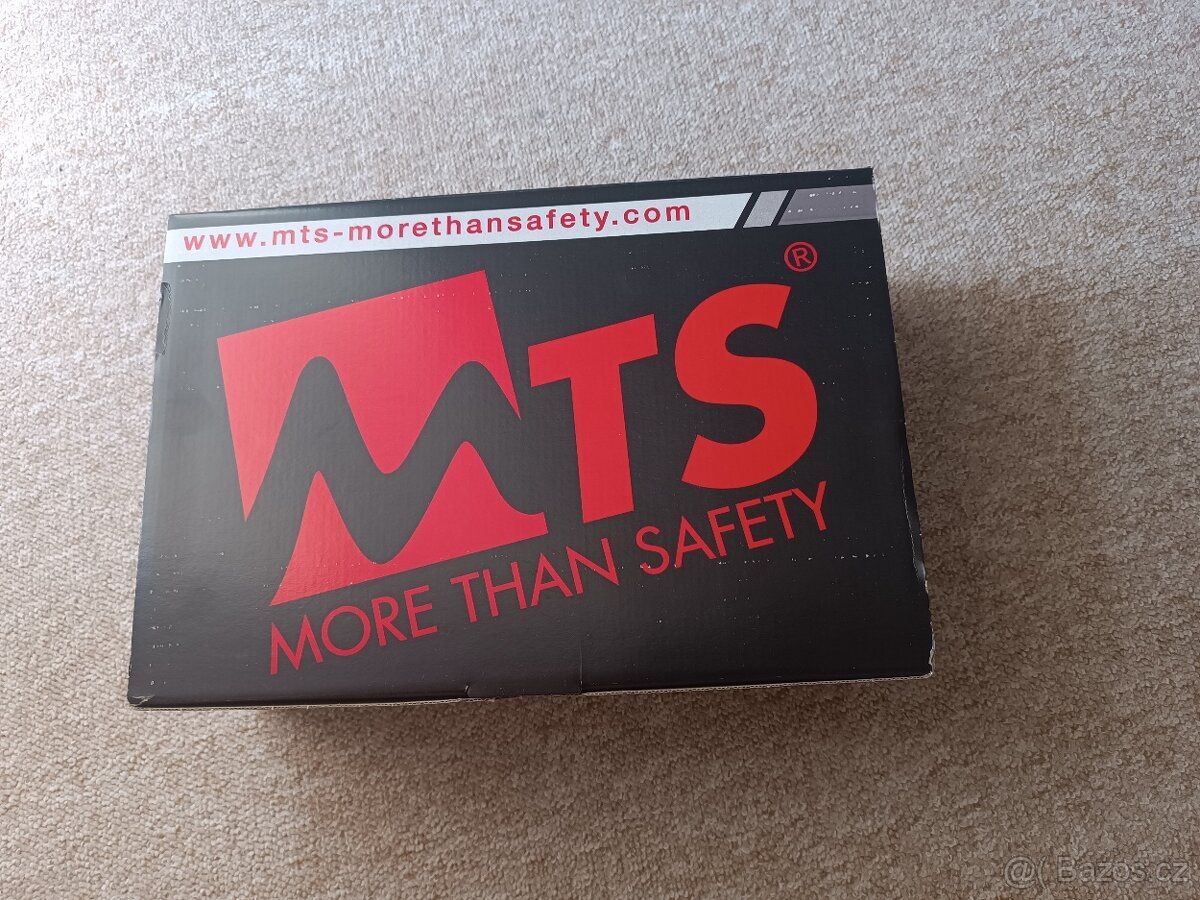 www.mts-morethansafety.com
MTS®
MORE THAN SAFETY
@( Bazos.cz